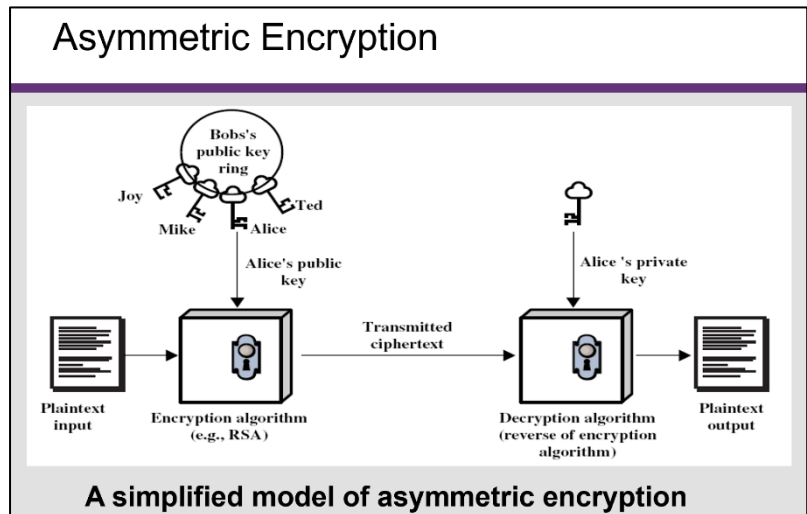 Asymmetric Encryption
Bobs's
public key
ring
Joy
Mike
Alice
Ted
Alice's public
key
Alice 's private
key
Transmitted
ciphertext
Plaintext
input
Encryption algorithm
(e.g., RSA)
Decryption algorithm
(reverse of encryption
algorithm)
Plaintext
output
A simplified model of asymmetric encryption